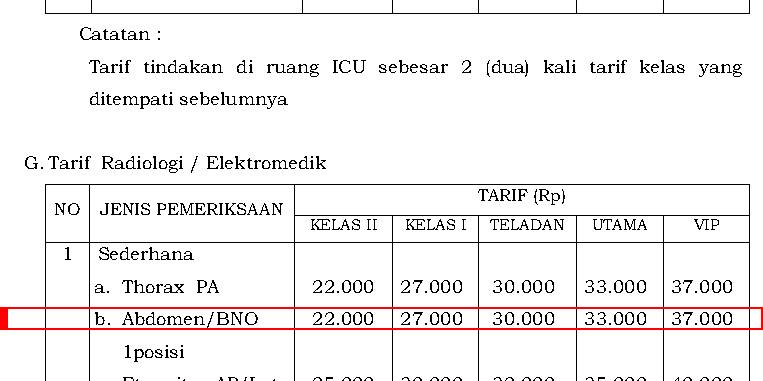 Catatan :
Tarif tindakan di ruang ICU sebesar 2 (dua) kali tarif kelas yang
ditempati sebelumnya
G. Tarif Radiologi / Elektromedik
NO JENIS PEMERIKSAAN TARIF (Rp)
KELAS II KELAS I TELADAN UTAMA VIP
1 Sederhana
a. Thorax PA 22.000 27.000 30.000 33.000 37.000
b. Abdomen/BNO 22.000 27.000 30.000 33.000 37.000
1posisi